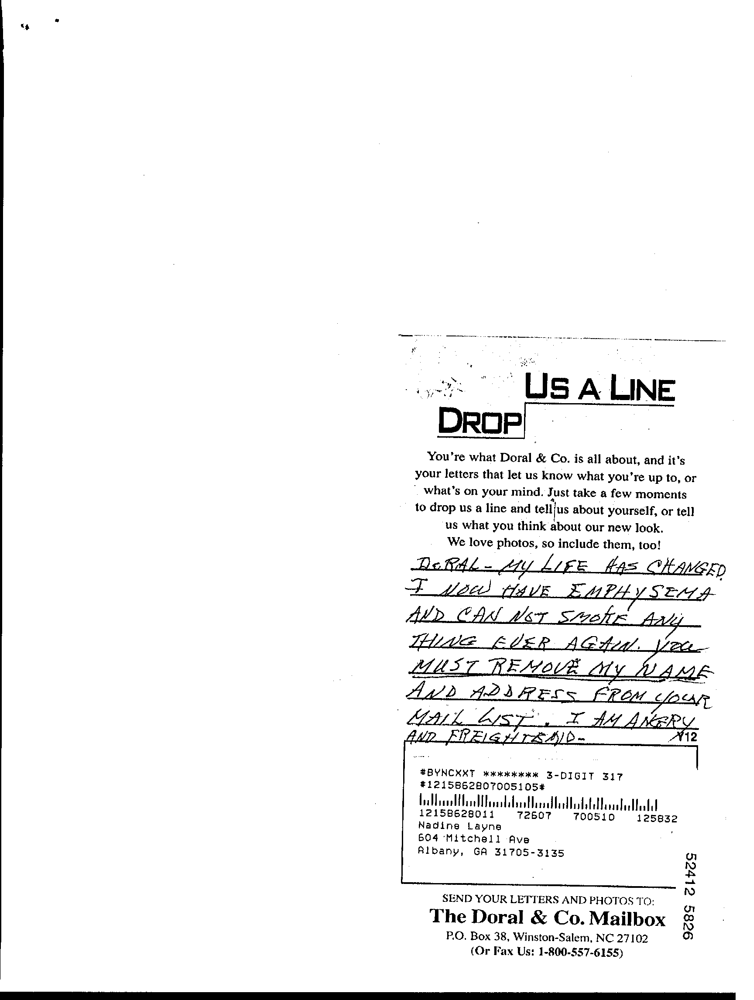 US A LINE
DROP
You're what Doral & Co. is all about, and it's
your letters that let us know what you're up to, or
what's on your mind. Just take a few moments
to drop us a line and tell us about yourself, or tell
us what you think about our new look.
We love photos, so include them, too!
DORAL - MY LIFE HAS CHANGED
I NOW HAVE EMPHYSEMA
AND CAN NOT SMOKE ANY
THING EVER AGAIN. YOU
MUST REMOVE MY NAME
AND ADDRESS FROM YOUR
MAIL LIST. I AM ANGRY
AND FREIGHTENID-
#BYNCXXT ******** 3-DIGIT 317
#1215862807005105#
12158628011 72607 700510 125832
Nadine Layne
604 Mitchell Ave
Albany, GA 31705-3135
SEND YOUR LETTERS AND PHOTOS TO:
The Doral & Co. Mailbox
P.O. Box 38, Winston-Salem, NC 27102
(Or Fax Us: 1-800-557-6155)
52412 5826